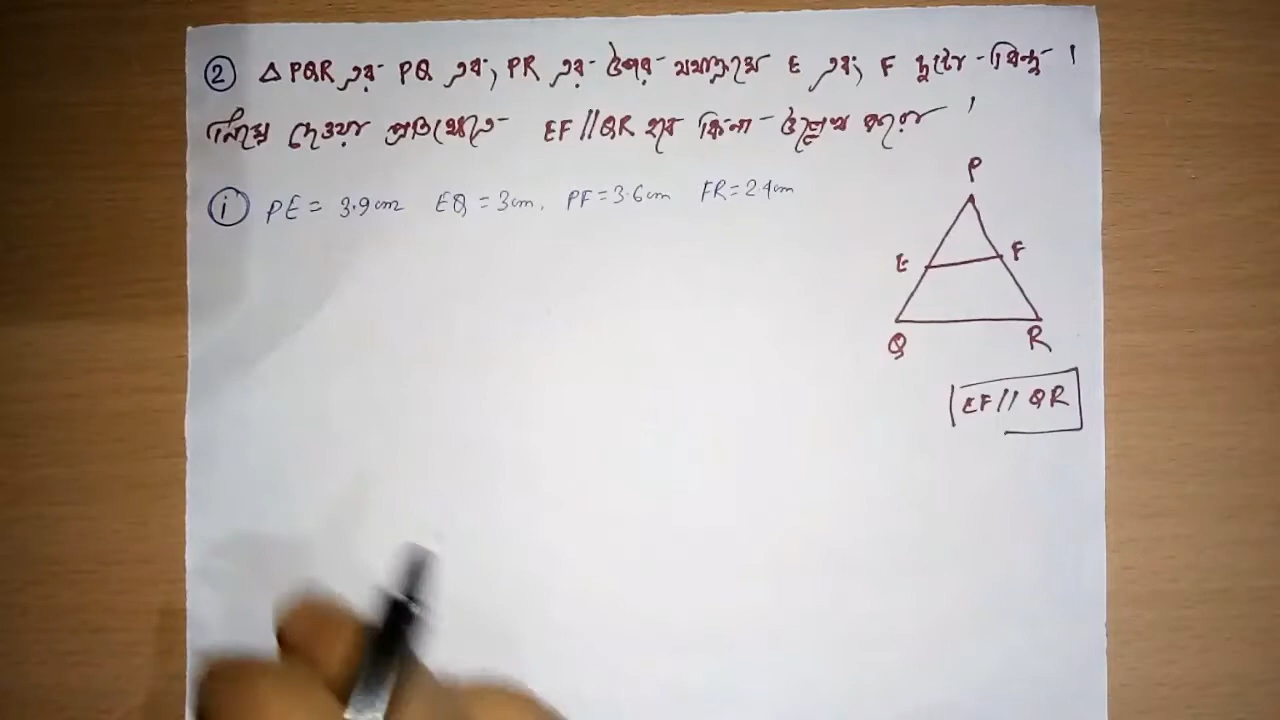 ② △ PQR এর PQ এবং PR এর উপর যথাক্রমে E এবং F দুটো বিন্দু ।
নিম্নে দেওয়া প্রতিক্ষেত্রে EF // QR হবে কিনা উল্লেখ করো ।
P
ⓘ PE = 3.9 cm EQ = 3 cm, PF = 3.6 cm FR = 2.4 cm
E F
Q R
EF // QR